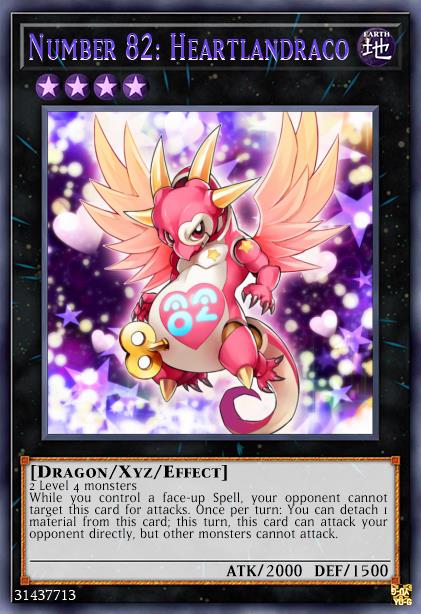 Number 82: Heartlandraco
EARTH
地
82
[Dragon/Xyz/Effect]
2 Level 4 monsters
While you control a face-up Spell, your opponent cannot
target this card for attacks. Once per turn: You can detach 1
material from this card; this turn, this card can attack your
opponent directly, but other monsters cannot attack.
ATK/2000 DEF/1500
31437713